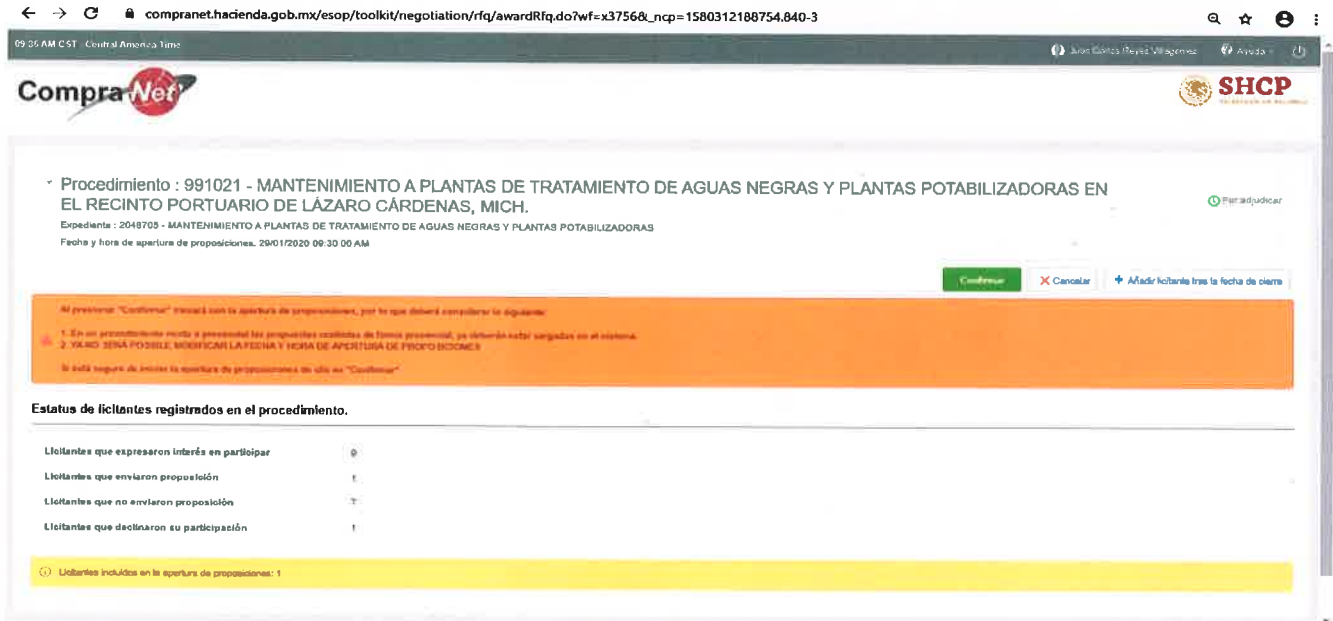 compranet.hacienda.gob.mx/esop/toolkit/negotiation/rfq/awardRfq.do?wf=x3756&_ncp=1580312188754.840-3
AM CST Central America Time
Ayuda
CompraNet
SHCP
Procedimiento : 991021 - MANTENIMIENTO A PLANTAS DE TRATAMIENTO DE AGUAS NEGRAS Y PLANTAS POTABILIZADORAS EN
EL RECINTO PORTUARIO DE LÁZARO CÁRDENAS, MICH.
Por adjudicar
Expediente : 2048705 - MANTENIMIENTO A PLANTAS DE TRATAMIENTO DE AGUAS NEGRAS Y PLANTAS POTABILIZADORAS
Fecha y hora de apertura de proposiciones. 29/01/2020 09:30:00 AM
Confirmar
Cancelar
Añadir licitante tras la fecha de cierre
Al presionar "Confirmar" iniciará con la apertura de proposiciones, por lo que deberá considerar lo siguiente:
1. En un procedimiento mixto o presencial las propuestas recibidas de forma presencial, ya deberán estar cargadas en el sistema.
2. YA NO SERÁ POSIBLE MODIFICAR LA FECHA Y HORA DE APERTURA DE PROPOSICIONES
Si está seguro de iniciar la apertura de proposiciones de clic en "Confirmar"
Estatus de licitantes registrados en el procedimiento.
Licitantes que expresaron interés en participar 9
Licitantes que enviaron proposición 1
Licitantes que no enviaron proposición 7
Licitantes que declinaron su participación 1
Licitantes incluidos en la apertura de proposiciones: 1